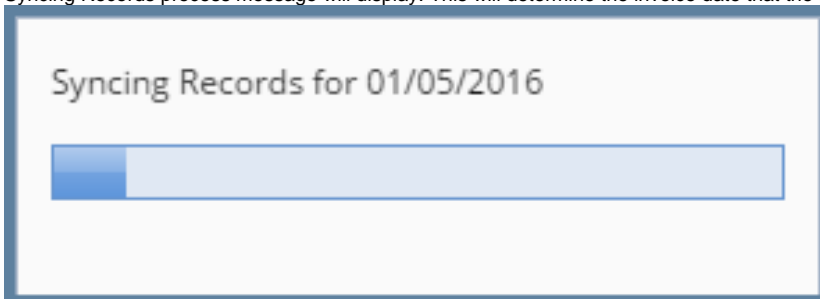 Syncing Records process message will display. This will determine the invoice date that the
Syncing Records for 01/05/2016